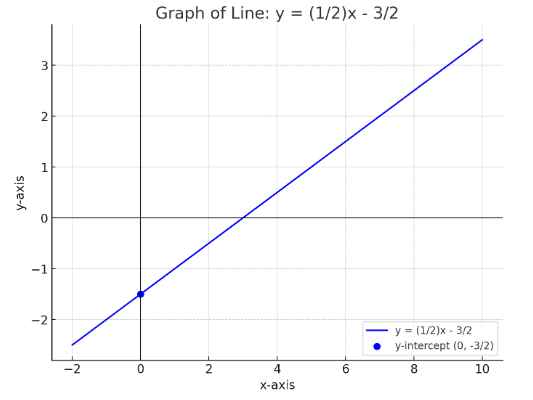 Graph of Line: y = (1/2)x - 3/2
3
2
1
0
−1
−2
y-axis
−2 0 2 4 6 8 10
x-axis
y = (1/2)x - 3/2
y-intercept (0, -3/2)